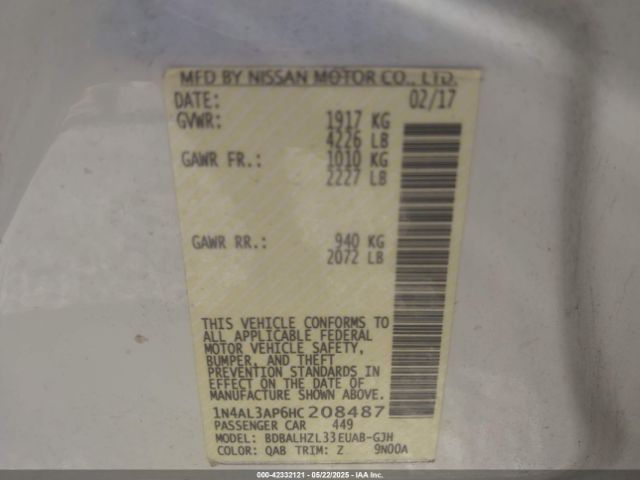 MFD BY NISSAN MOTOR CO., LTD.
DATE: 02/17
GVWR: 1917 KG
4226 LB
GAWR FR.: 1010 KG
2227 LB
GAWR RR.: 940 KG
2072 LB
THIS VEHICLE CONFORMS TO
ALL APPLICABLE FEDERAL
MOTOR VEHICLE SAFETY,
BUMPER, AND THEFT
PREVENTION STANDARDS IN
EFFECT ON THE DATE OF
MANUFACTURE SHOWN ABOVE.
1N4AL3AP6HC208487
PASSENGER CAR 449
MODEL: BDBALHZL33EUAB-GJH
COLOR: QAB TRIM: Z 9N00A
© IAA - 42332121 - 05/22/2025 - IAAI.COM